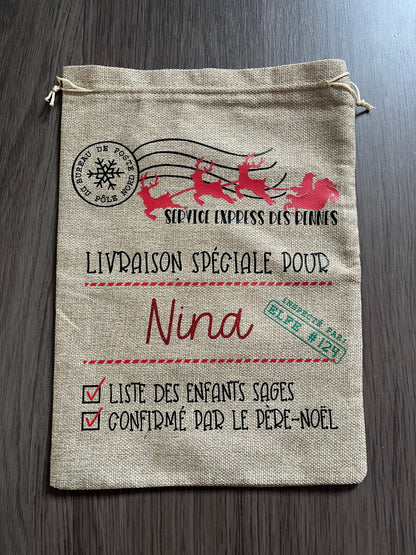 BUREAU DE POSTE
DU PÔLE NORD
SERVICE EXPRESS DES RENNES
LIVRAISON SPÉCIALE POUR
Nina
INSPECTÉ PAR:
ELFE #124
LISTE DES ENFANTS SAGES
CONFIRMÉ PAR LE PÈRE-NOËL